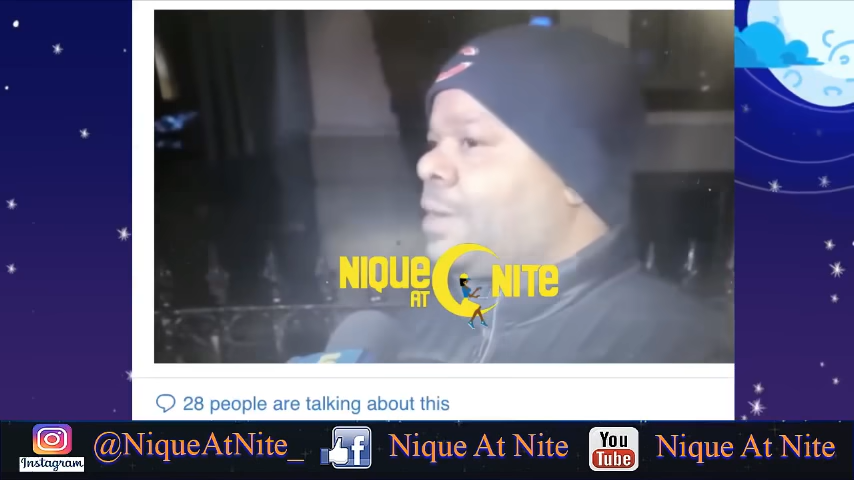 NIQUE AT NITE
28 people are talking about this
Instagram
@NiqueAtNite_
Nique At Nite
You Tube
Nique At Nite